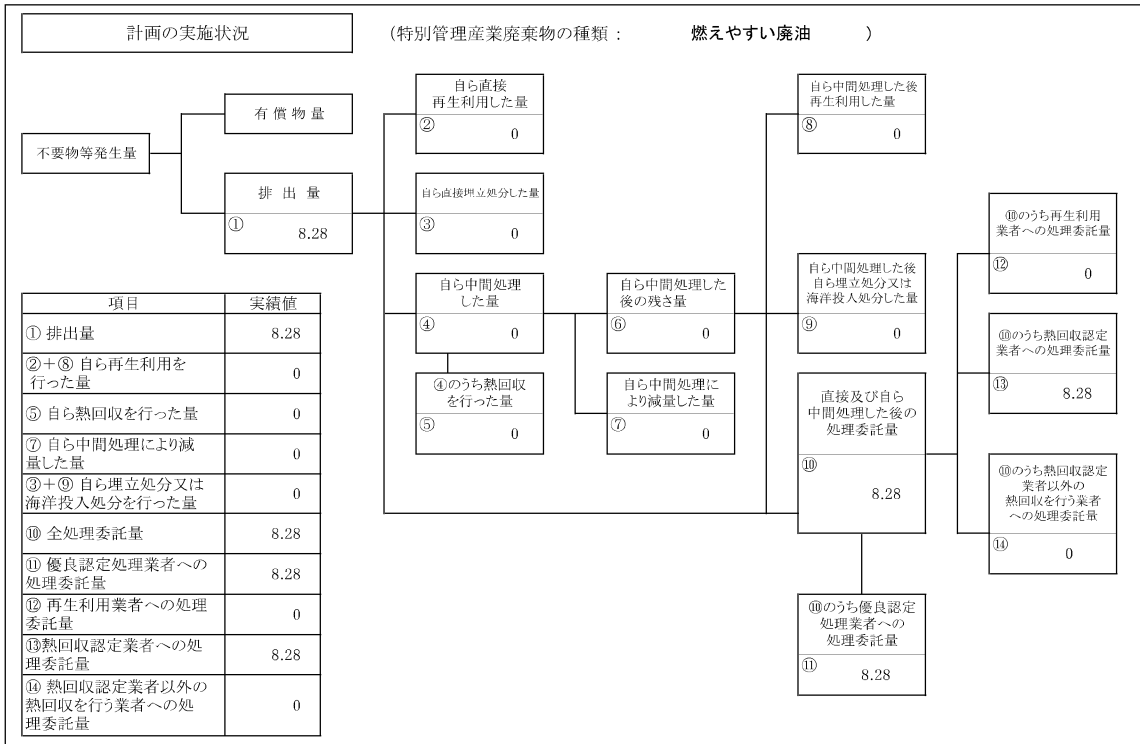 計画の実施状況
(特別管理産業廃棄物の種類: 燃えやすい廃油 )
不要物等発生量
有償物量
排出量
① 8.28
自ら直接
再生利用した量
② 0
自ら直接埋立処分した量
③ 0
自ら中間処理
した量
④ 0
④のうち熱回収
を行った量
⑤ 0
自ら中間処理した
後の残さ量
⑥ 0
自ら中間処理に
より減量した量
⑦ 0
自ら中間処理した後
再生利用した量
⑧ 0
自ら中間処理した後
自ら埋立処分又は
海洋投入処分した量
⑨ 0
直接及び自ら
中間処理した後の
処理委託量
⑩ 8.28
⑩のうち優良認定
処理業者への
処理委託量
⑪ 8.28
⑩のうち再生利用
業者への処理委託量
⑫ 0
⑩のうち熱回収認定
業者への処理委託量
⑬ 8.28
⑩のうち熱回収認定
業者以外の
熱回収を行う業者
への処理委託量
⑭ 0
項目 実績値
① 排出量 8.28
②+⑧ 自ら再生利用を
行った量 0
⑤ 自ら熱回収を行った量 0
⑦ 自ら中間処理により減
量した量 0
③+⑨ 自ら埋立処分又は
海洋投入処分を行った量 0
⑩ 全処理委託量 8.28
⑪ 優良認定処理業者への
処理委託量 8.28
⑫ 再生利用業者への処理
委託量 0
⑬熱回収認定業者への処
理委託量 8.28
⑭ 熱回収認定業者以外の
熱回収を行う業者への処
理委託量 0